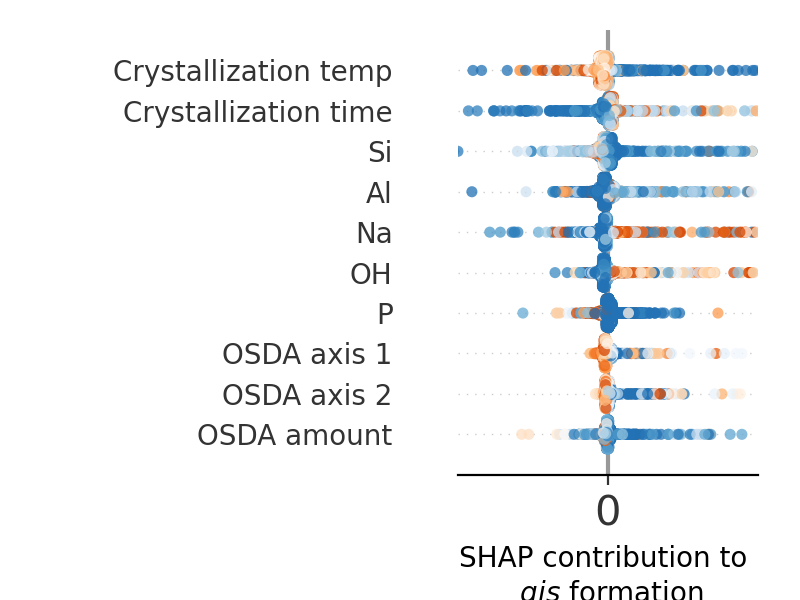 Crystallization temp
Crystallization time
Si
Al
Na
OH
P
OSDA axis 1
OSDA axis 2
OSDA amount
0
SHAP contribution to
gis formation